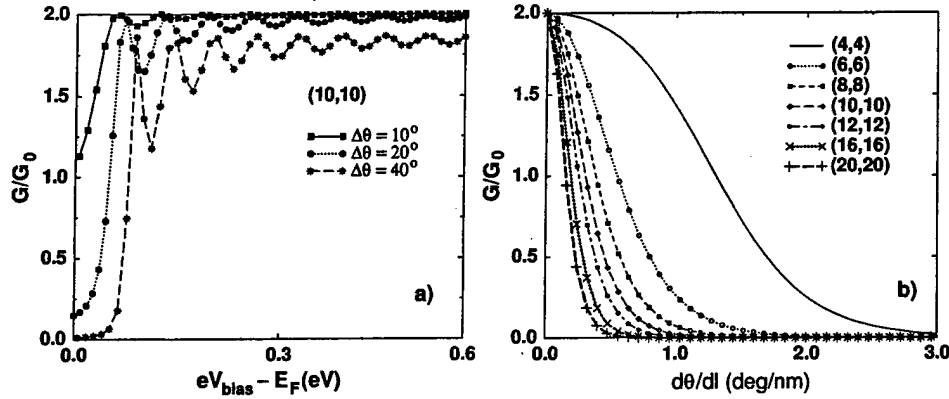 2.0
1.5
1.0
0.5
0.0
G/G0
(10,10)
Δθ = 10°
Δθ = 20°
Δθ = 40°
a)
0.0
0.3
0.6
eVbias – EF(eV)
2.0
1.5
1.0
0.5
0.0
G/G0
(4,4)
(6,6)
(8,8)
(10,10)
(12,12)
(16,16)
(20,20)
b)
0.0
1.0
2.0
3.0
dθ/dl (deg/nm)